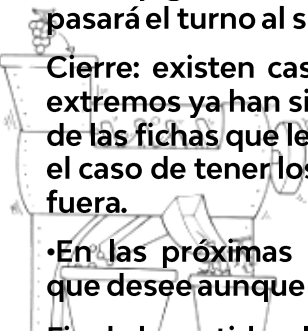 pasará el turno al s
Cierre: existen cas
extremos ya han si
de las fichas que le
el caso de tener los
fuera.
•En las próximas
que desee aunque